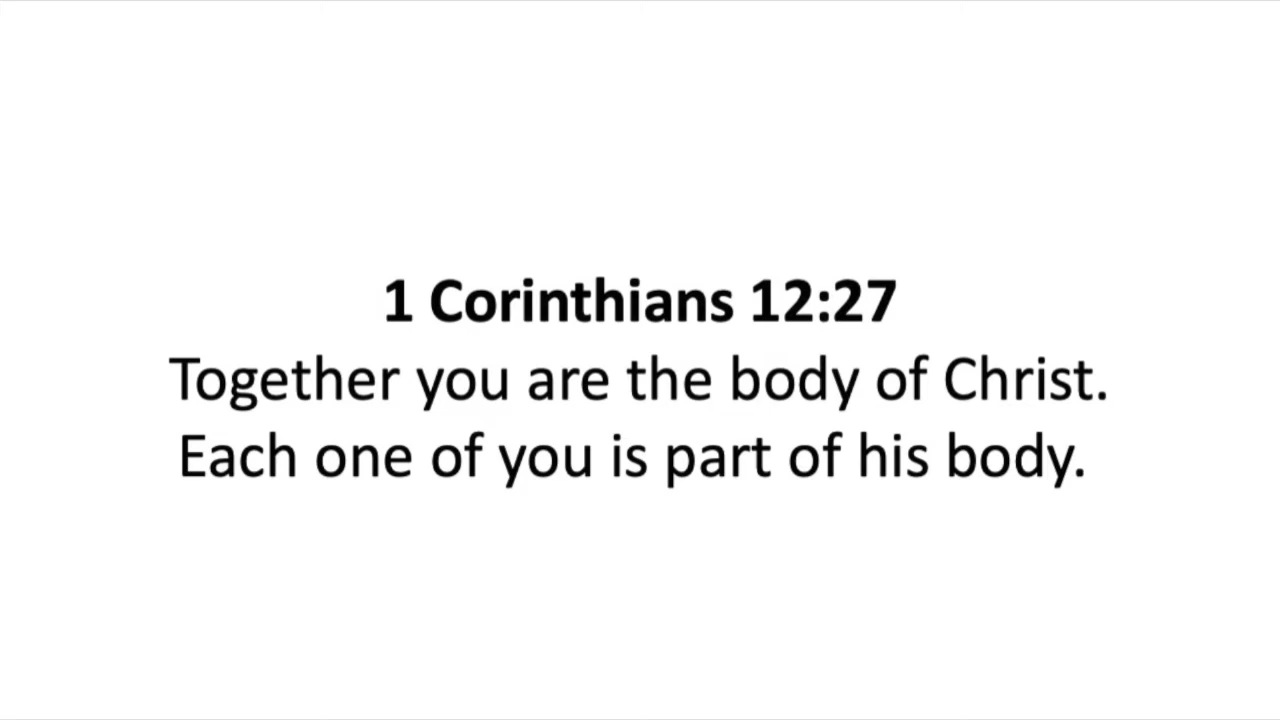 1 Corinthians 12:27
Together you are the body of Christ.
Each one of you is part of his body.